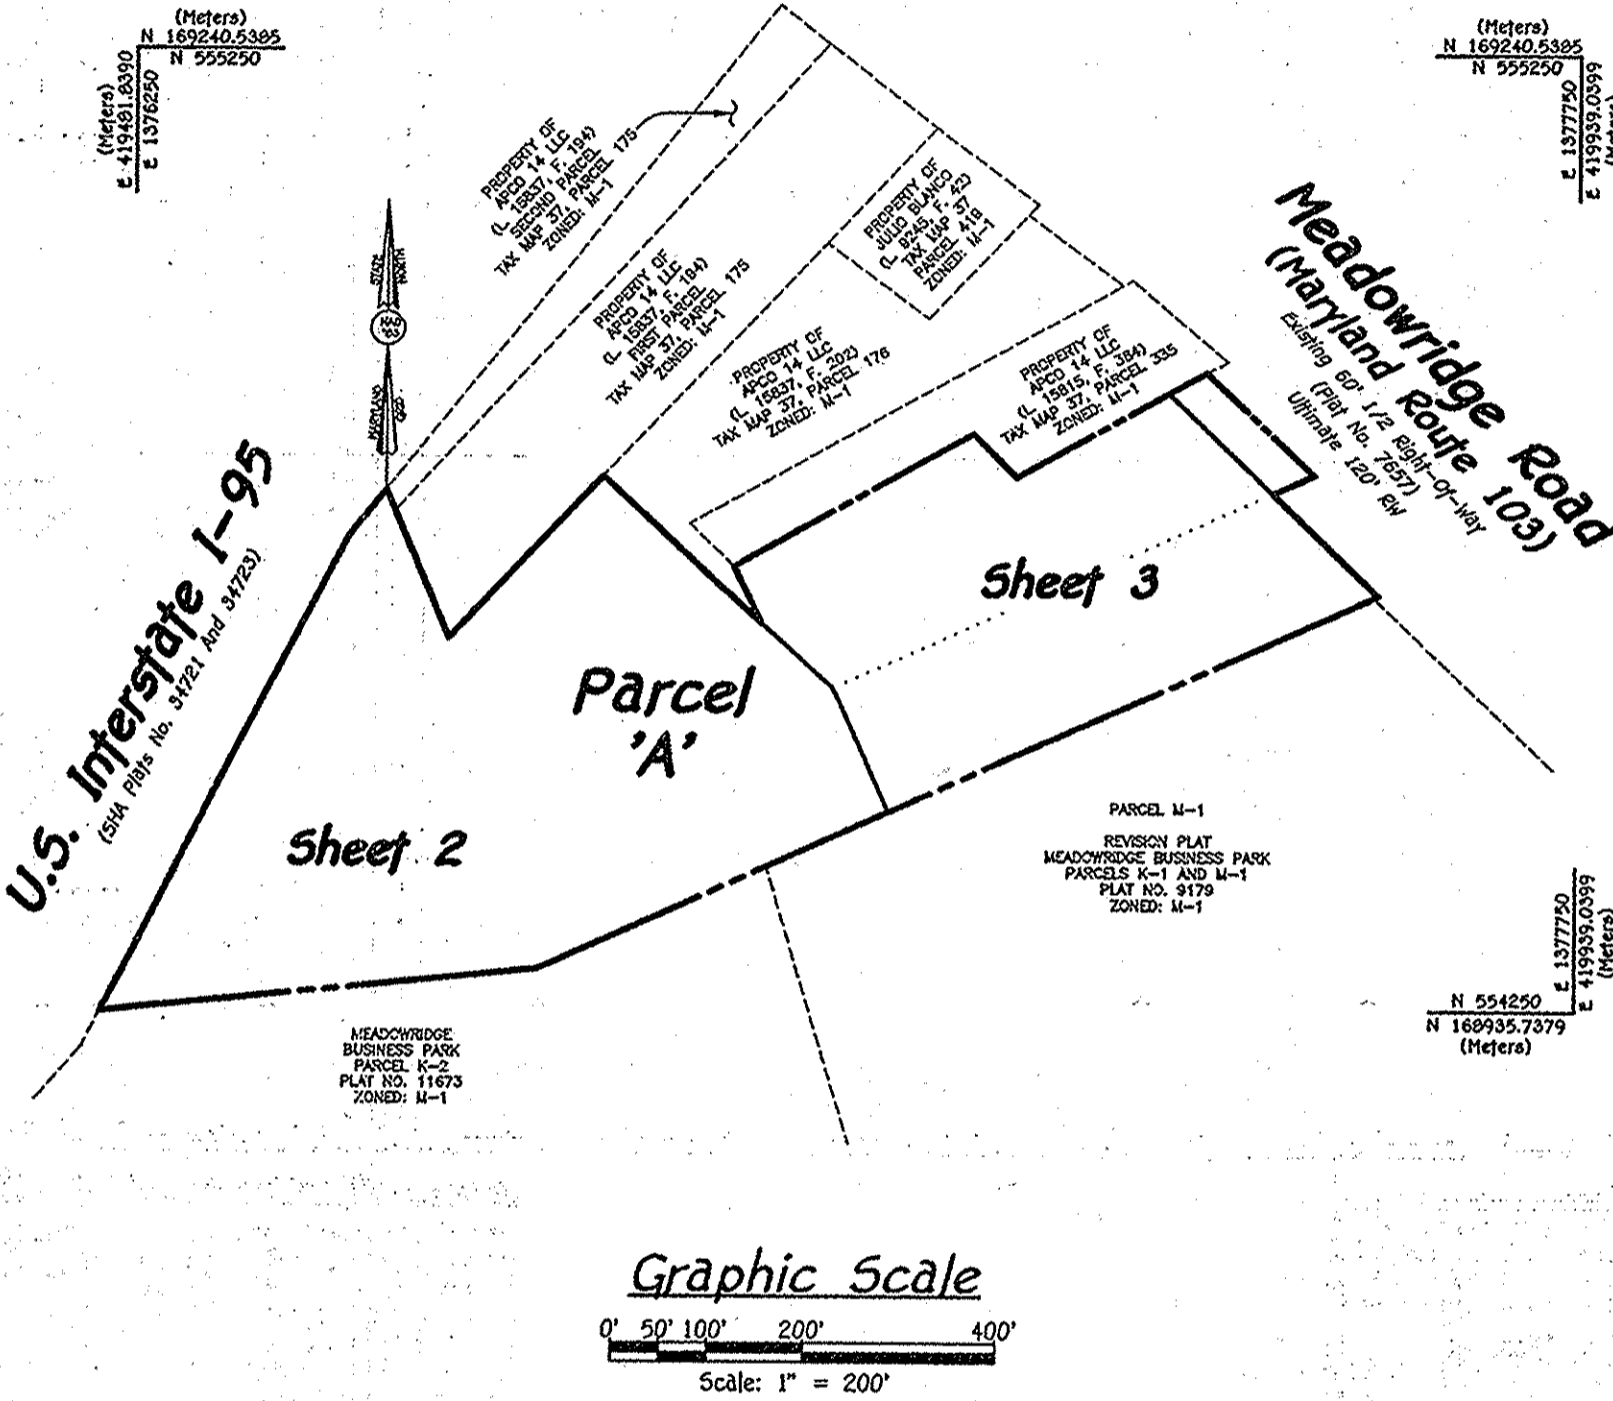 (Meters)
N 169240.5385
N 555250
(Meters)
E 419481.8390
E 1376250
(Meters)
N 169240.5385
N 555250
E 1377750
E 419939.0399
PROPERTY OF
APCO 14 LLC
(L. 15837, F. 194)
SECOND PARCEL
TAX MAP 37, PARCEL 175
ZONED: M-1
PROPERTY OF
APCO 14 LLC
(L. 15837, F. 194)
FIRST PARCEL
TAX MAP 37, PARCEL 175
ZONED: M-1
PROPERTY OF
JULIO BLANCO
(L. 9245, F. 42)
TAX MAP 37
PARCEL 418
ZONED: M-1
PROPERTY OF
APCO 14 LLC
(L. 15837, F. 202)
TAX MAP 37, PARCEL 176
ZONED: M-1
PROPERTY OF
APCO 14 LLC
(L. 15815, F. 384)
TAX MAP 37, PARCEL 335
ZONED: M-1
Meadowridge Road
(Maryland Route 103)
Existing 60' 1/2 Right-Of-Way
(Plat No. 7657)
Ultimate 120' RW
STATE
NORTH
MARYLAND
GRID
U.S. Interstate I-95
(SHA Plats No. 34721 And 34723)
Sheet 3
Parcel
'A'
Sheet 2
PARCEL M-1
REVISION PLAT
MEADOWRIDGE BUSINESS PARK
PARCELS K-1 AND M-1
PLAT NO. 9179
ZONED: M-1
MEADOWRIDGE
BUSINESS PARK
PARCEL K-2
PLAT NO. 11673
ZONED: M-1
E 1377750
E 419939.0399
(Meters)
N 554250
N 168935.7379
(Meters)
Graphic Scale
0' 50' 100' 200' 400'
Scale: 1" = 200'